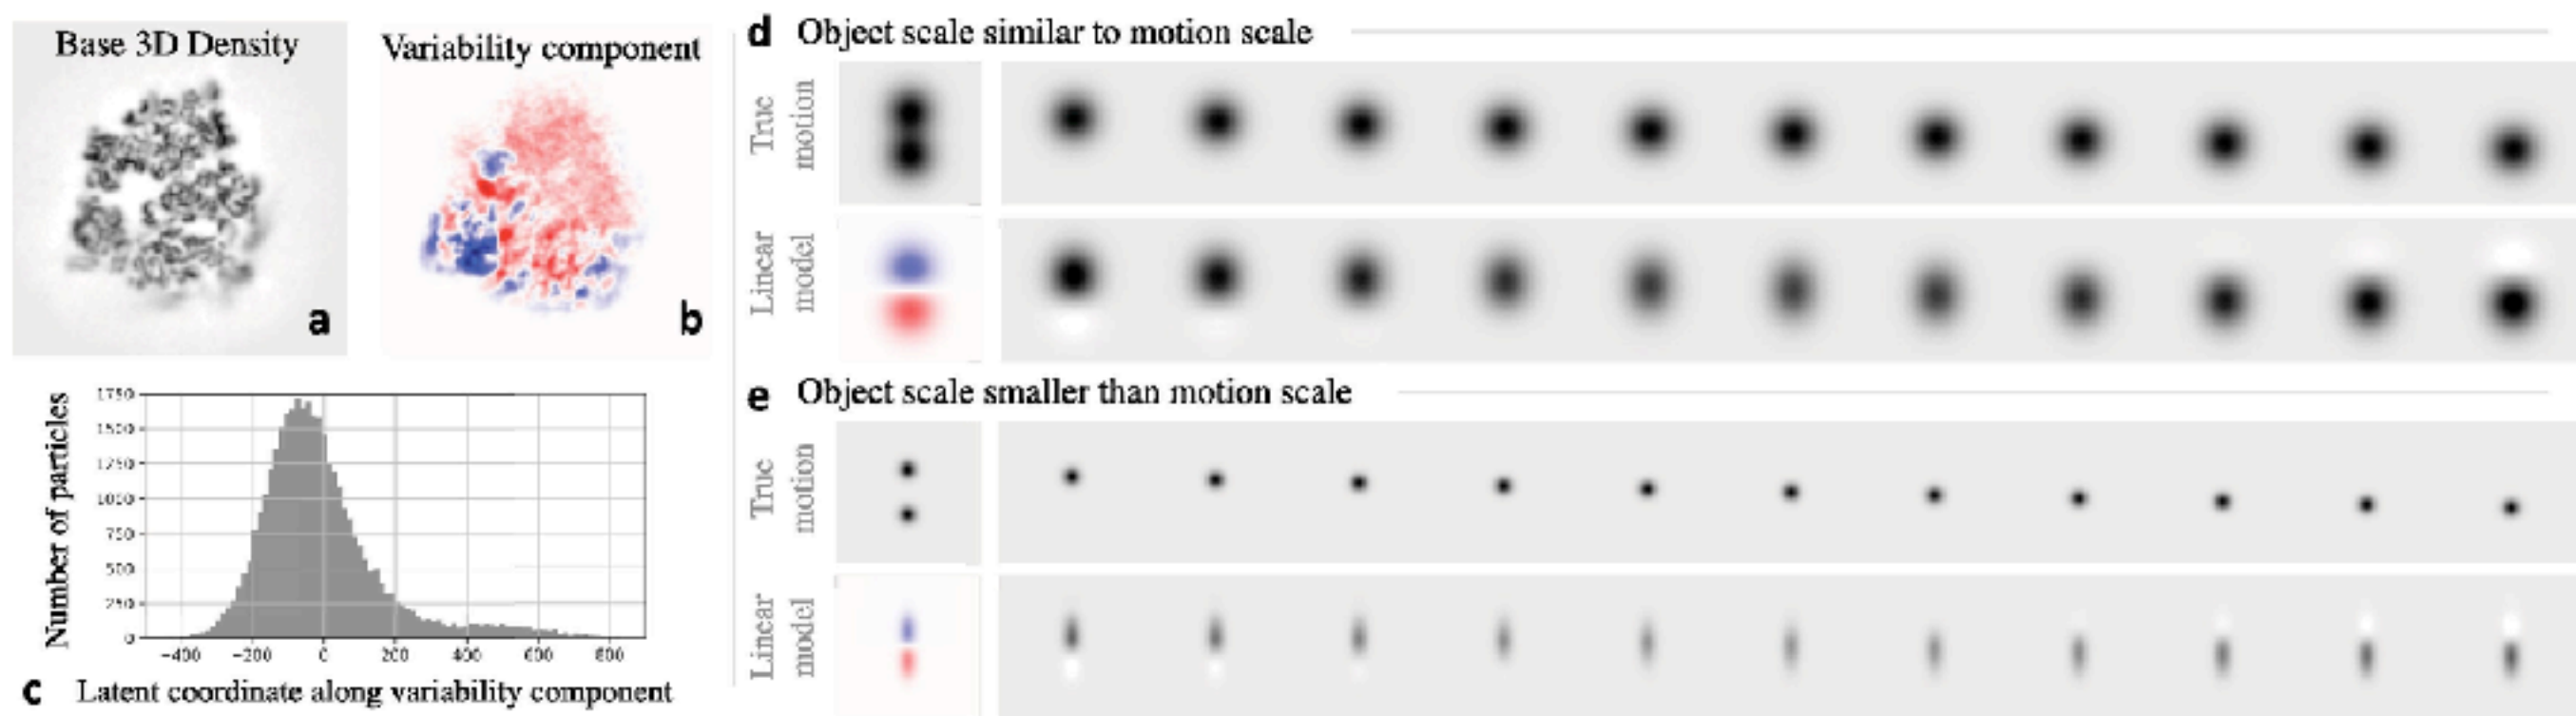 Base 3D Density
a
Variability component
b
Number of particles
1750
1500
1250
1000
750
500
250
0
−400 −200 0 200 400 600 800
c Latent coordinate along variability component
d Object scale similar to motion scale
True
motion
Linear
model
e Object scale smaller than motion scale
True
motion
Linear
model